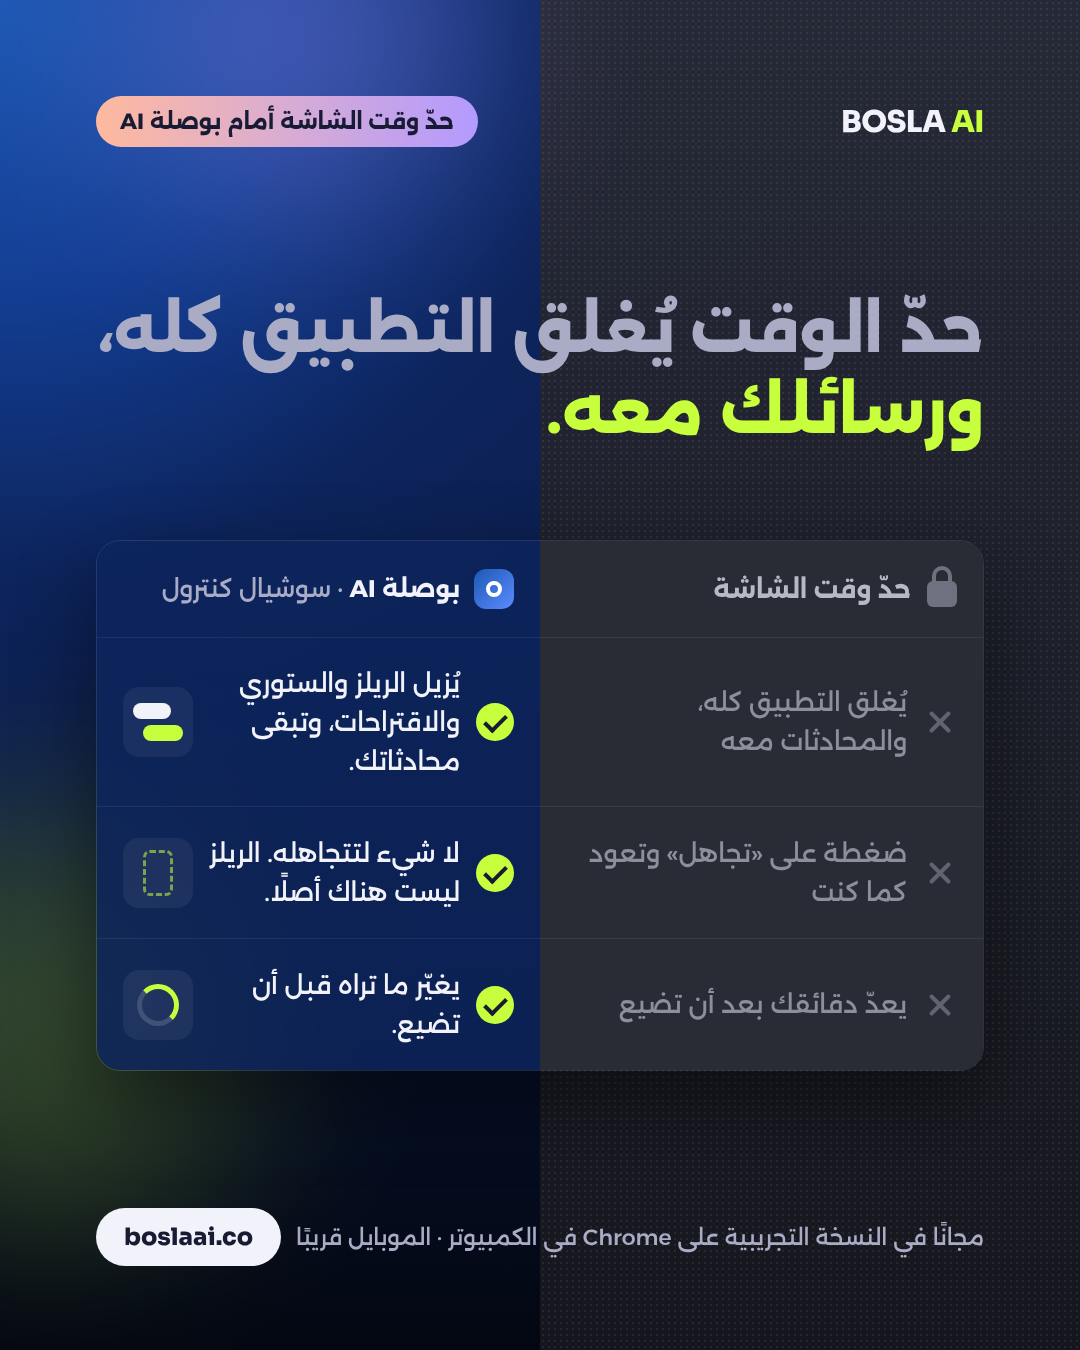 BOSLA AI
حدّ وقت الشاشة أمام بوصلة AI
حدّ الوقت يُغلق التطبيق كله،
ورسائلك معه.
حدّ وقت الشاشة
بوصلة AI · سوشيال كنترول
يُغلق التطبيق كله،
والمحادثات معه
يُزيل الريلز والستوري
والاقتراحات، وتبقى
محادثاتك.
ضغطة على «تجاهل» وتعود
كما كنت
لا شيء لتتجاهله. الريلز
ليست هناك أصلًا.
يعدّ دقائقك بعد أن تضيع
يغيّر ما تراه قبل أن
تضيع.
مجانًا في النسخة التجريبية على Chrome في الكمبيوتر · الموبايل قريبًا
boslaai.co